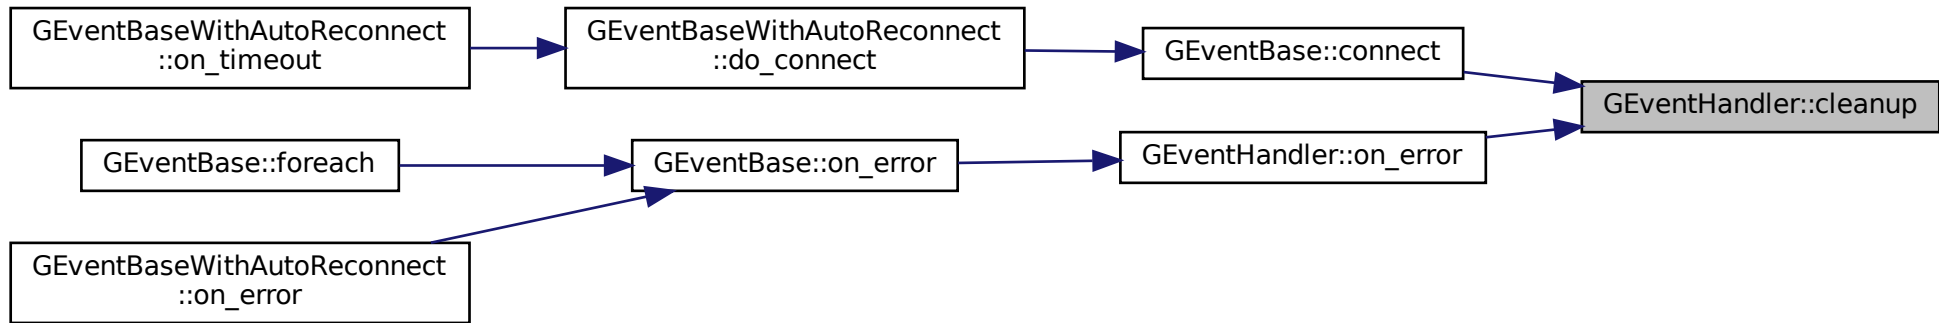 GEventBaseWithAutoReconnect
::on_timeout
GEventBaseWithAutoReconnect
::do_connect
GEventBase::connect
GEventHandler::cleanup
GEventBase::foreach
GEventBase::on_error
GEventHandler::on_error
GEventBaseWithAutoReconnect
::on_error